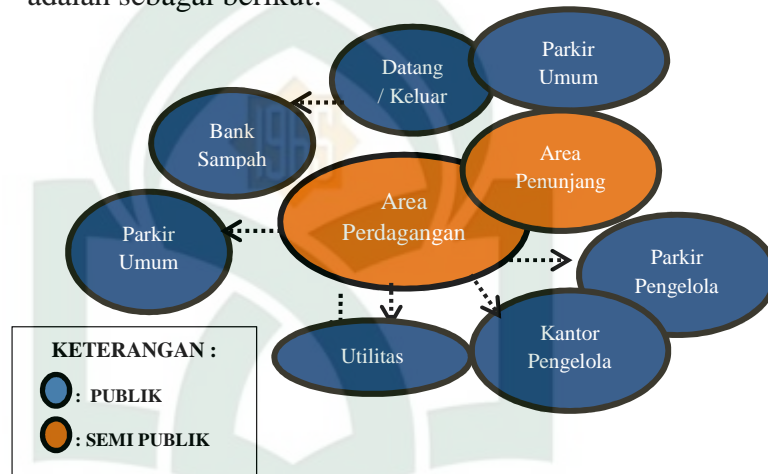 adalah sebagai berikut:
Datang
/ Keluar
Parkir
Umum
Bank
Sampah
Area
Penunjang
Area
Perdagangan
Parkir
Umum
Parkir
Pengelola
Utilitas
Kantor
Pengelola
KETERANGAN :
: PUBLIK
: SEMI PUBLIK
1965